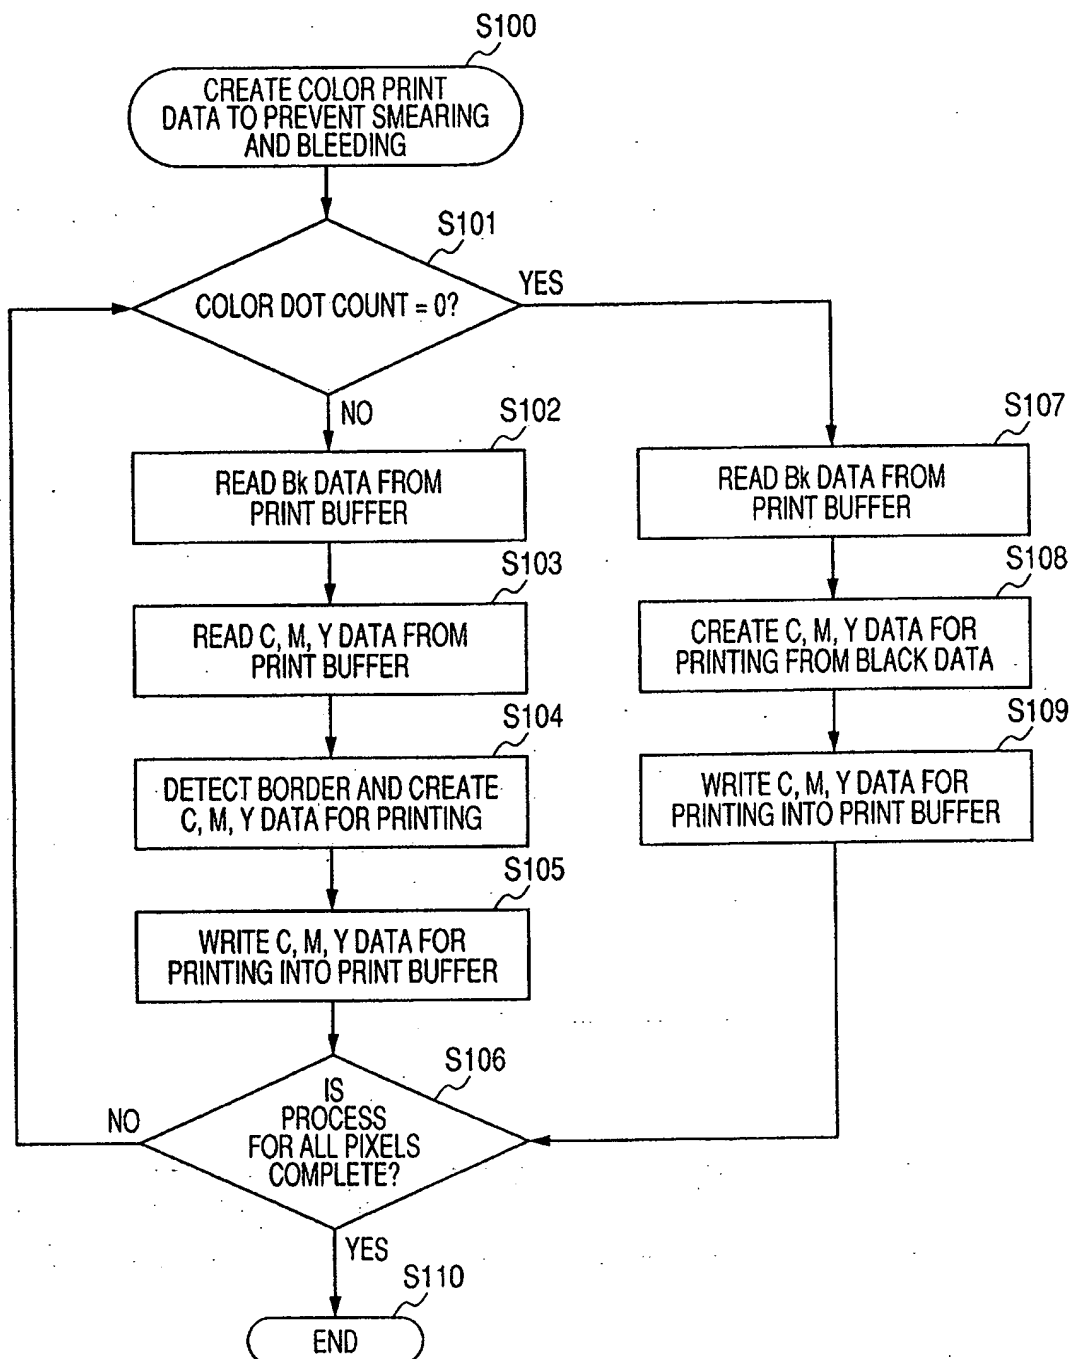 S100
CREATE COLOR PRINT
DATA TO PREVENT SMEARING
AND BLEEDING
S101
COLOR DOT COUNT = 0?
YES
NO
S102
READ Bk DATA FROM
PRINT BUFFER
S103
READ C, M, Y DATA FROM
PRINT BUFFER
S104
DETECT BORDER AND CREATE
C, M, Y DATA FOR PRINTING
S105
WRITE C, M, Y DATA FOR
PRINTING INTO PRINT BUFFER
S107
READ Bk DATA FROM
PRINT BUFFER
S108
CREATE C, M, Y DATA FOR
PRINTING FROM BLACK DATA
S109
WRITE C, M, Y DATA FOR
PRINTING INTO PRINT BUFFER
S106
IS
PROCESS
FOR ALL PIXELS
COMPLETE?
NO
YES
S110
END